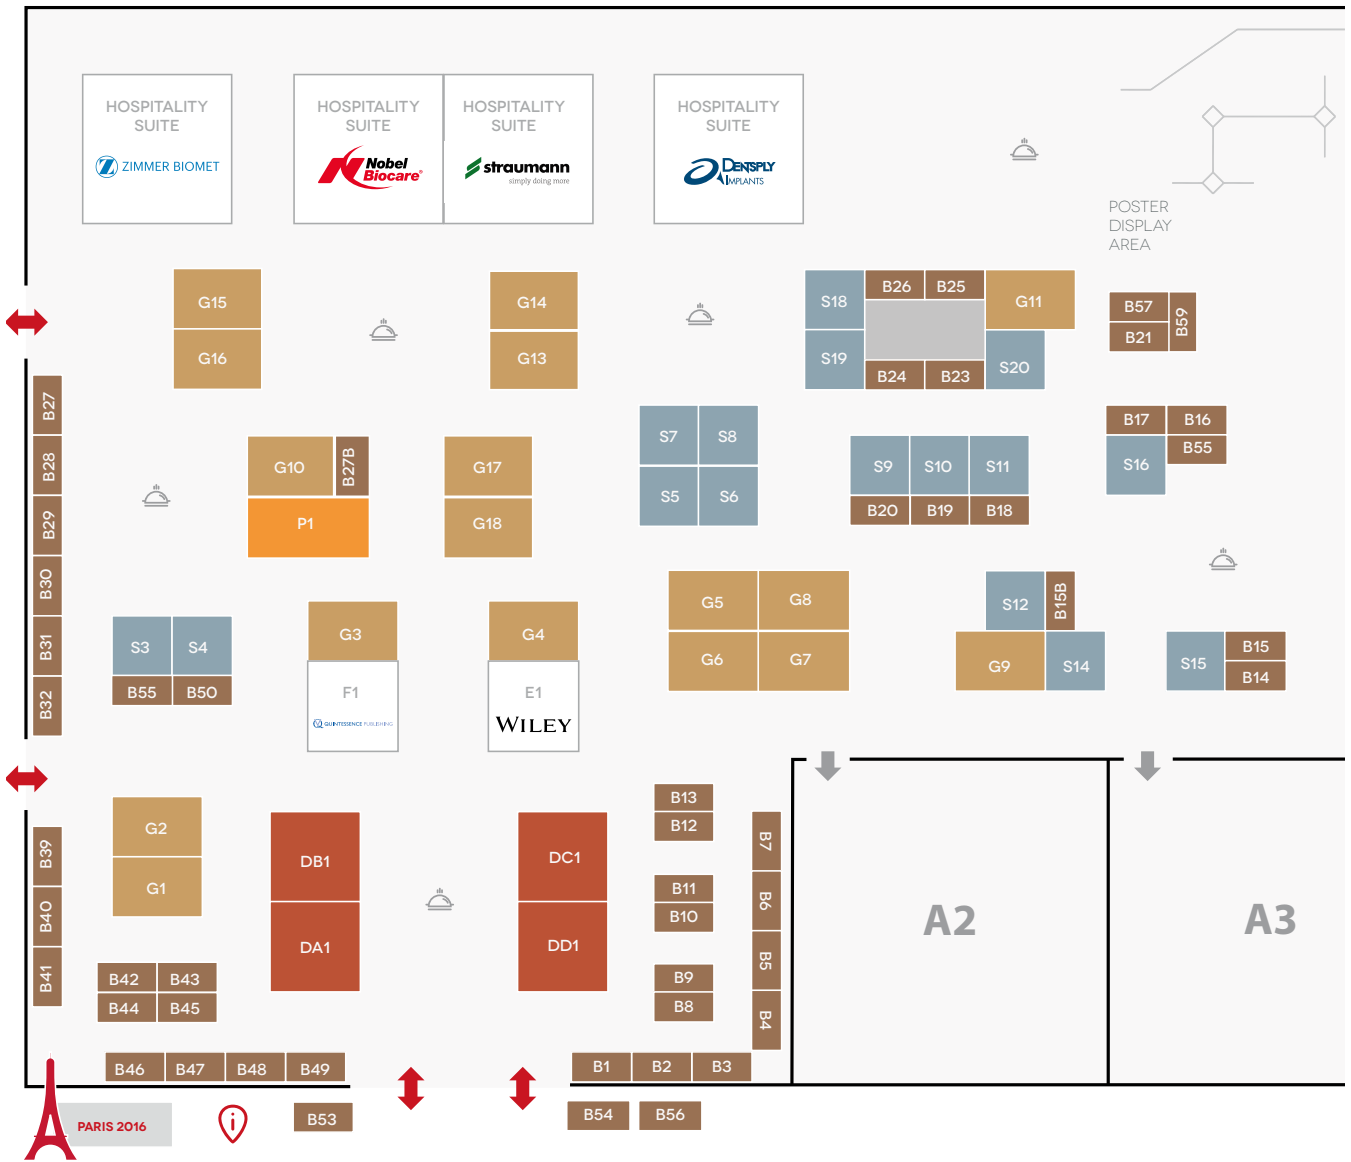 HOSPITALITY
SUITE
ZIMMER BIOMET
HOSPITALITY
SUITE
Nobel
Biocare®
HOSPITALITY
SUITE
straumann
simply doing more
HOSPITALITY
SUITE
DENTSPLY
IMPLANTS
POSTER
DISPLAY
AREA
G15
G16
G14
G13
S18
B26
B25
G11
S19
B24
B23
S20
B57
B21
B59
B27
B28
B29
B30
B31
B32
G10
B27B
P1
G17
G18
S7
S8
S5
S6
S9
S10
S11
B20
B19
B18
B17
B16
S16
B55
S3
S4
B55
B50
G3
F1
QUINTESSENCE PUBLISHING
G4
E1
WILEY
G5
G8
G6
G7
S12
B15B
G9
S14
S15
B15
B14
G2
G1
B39
B40
B41
DB1
DA1
DC1
DD1
B13
B12
B11
B10
B9
B8
B7
B6
B5
B4
A2
A3
B42
B43
B44
B45
B46
B47
B48
B49
B1
B2
B3
PARIS 2016
i
B53
B54
B56